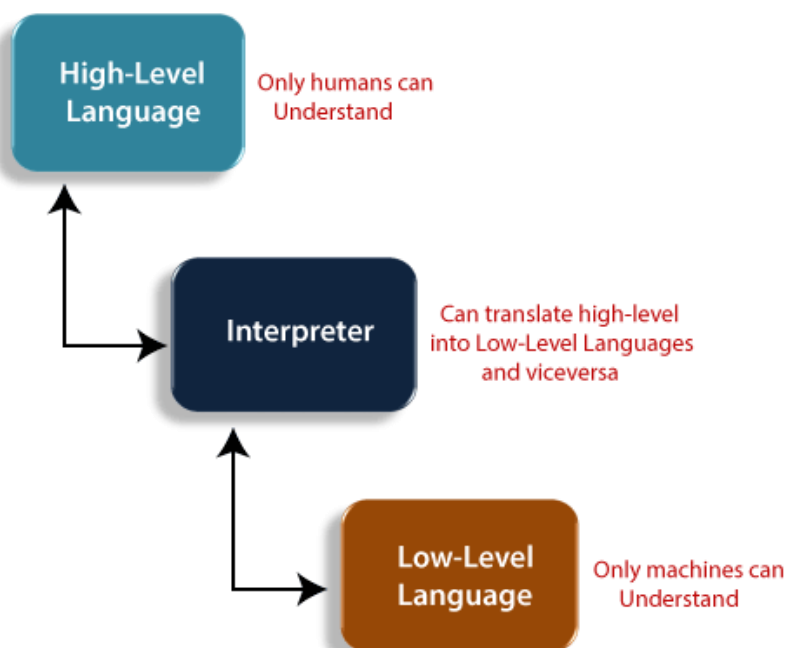 High-Level
Language
Only humans can
Understand
Interpreter
Can translate high-level
into Low-Level Languages
and viceversa
Low-Level
Language
Only machines can
Understand